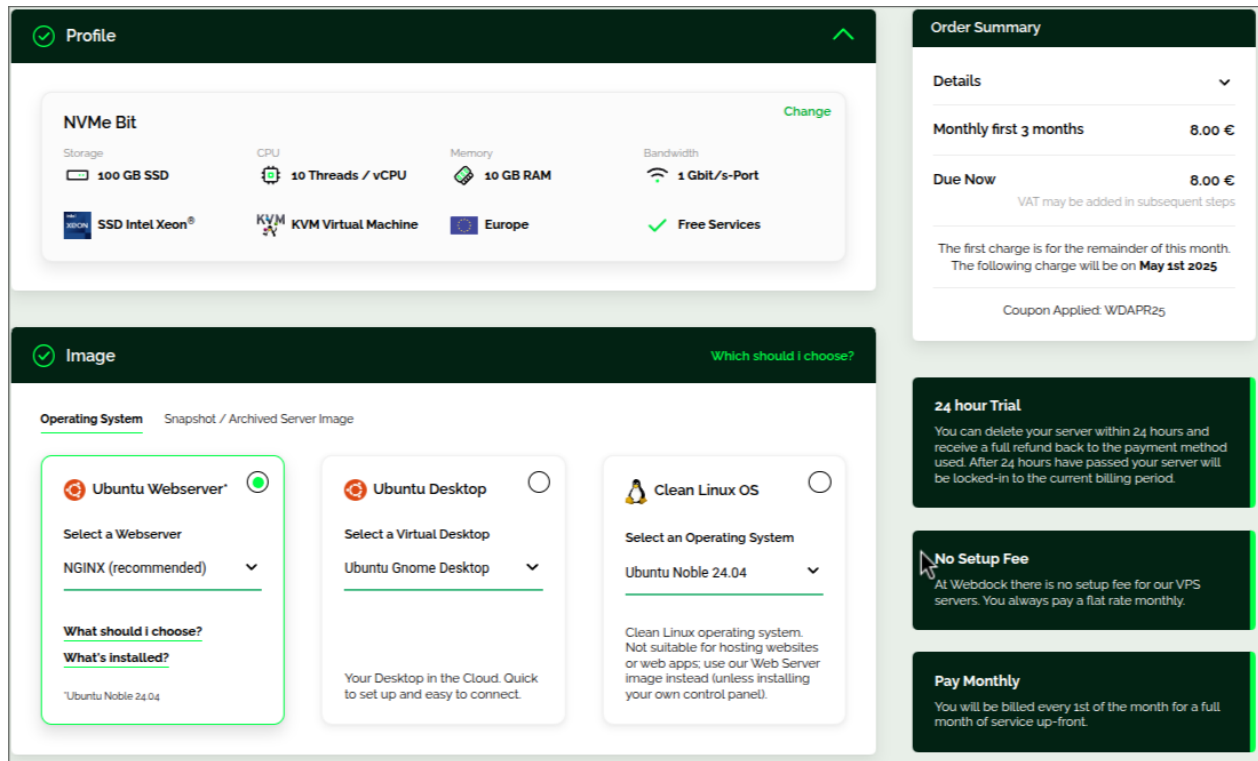 Profile
NVMe Bit
Change
Storage
CPU
Memory
Bandwidth
100 GB SSD
10 Threads / vCPU
10 GB RAM
1 Gbit/s-Port
SSD Intel Xeon®
KVM
KVM Virtual Machine
Europe
Free Services
Image
Which should i choose?
Operating System
Snapshot / Archived Server Image
Ubuntu Webserver*
Select a Webserver
NGINX (recommended)
What should i choose?
What's installed?
*Ubuntu Noble 24.04
Ubuntu Desktop
Select a Virtual Desktop
Ubuntu Gnome Desktop
Your Desktop in the Cloud. Quick
to set up and easy to connect.
Clean Linux OS
Select an Operating System
Ubuntu Noble 24.04
Clean Linux operating system.
Not suitable for hosting websites
or web apps; use our Web Server
image instead (unless installing
your own control panel).
Order Summary
Details
Monthly first 3 months
8.00 €
Due Now
8.00 €
VAT may be added in subsequent steps
The first charge is for the remainder of this month.
The following charge will be on May 1st 2025
Coupon Applied: WDAPR25
24 hour Trial
You can delete your server within 24 hours and
receive a full refund back to the payment method
used. After 24 hours have passed your server will
be locked-in to the current billing period.
No Setup Fee
At Webdock there is no setup fee for our VPS
servers. You always pay a flat rate monthly.
Pay Monthly
You will be billed every 1st of the month for a full
month of service up-front.